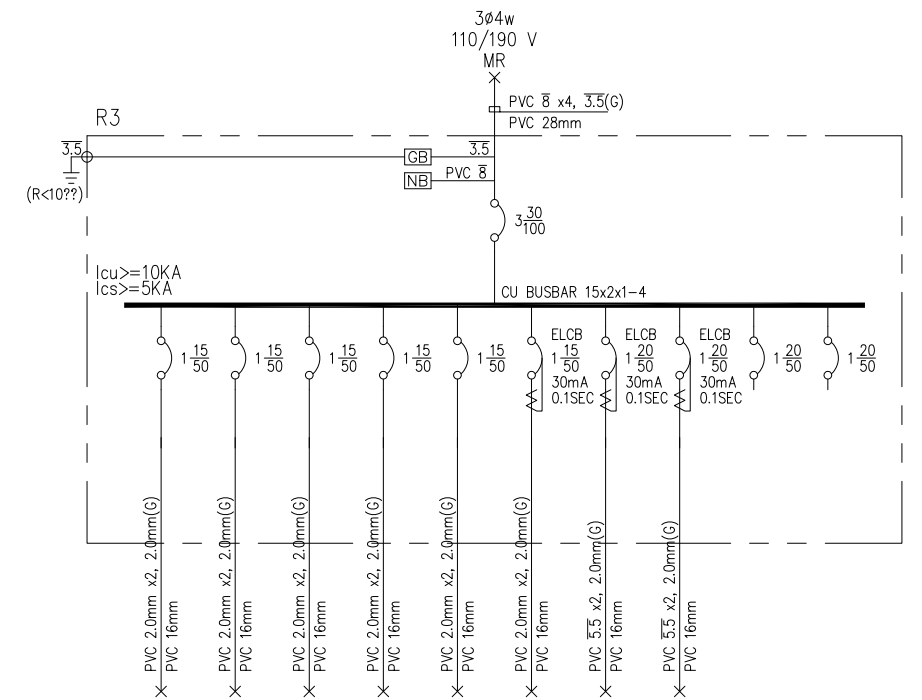 3ø4w
110/190 V
MR
PVC 8 x4, 3.5(G)
PVC 28mm
R3
3.5
GB
3.5
NB
PVC 8
(R<10??)
3 30/100
Icu>=10KA
Ics>=5KA
CU BUSBAR 15x2x1-4
1 15/50
1 15/50
1 15/50
1 15/50
1 15/50
ELCB
1 15/50
30mA
0.1SEC
ELCB
1 20/50
30mA
0.1SEC
ELCB
1 20/50
30mA
0.1SEC
1 20/50
1 20/50
PVC 2.0mm x2, 2.0mm(G)
PVC 16mm
PVC 2.0mm x2, 2.0mm(G)
PVC 16mm
PVC 2.0mm x2, 2.0mm(G)
PVC 16mm
PVC 2.0mm x2, 2.0mm(G)
PVC 16mm
PVC 2.0mm x2, 2.0mm(G)
PVC 16mm
PVC 2.0mm x2, 2.0mm(G)
PVC 16mm
PVC 5.5 x2, 2.0mm(G)
PVC 16mm
PVC 5.5 x2, 2.0mm(G)
PVC 16mm